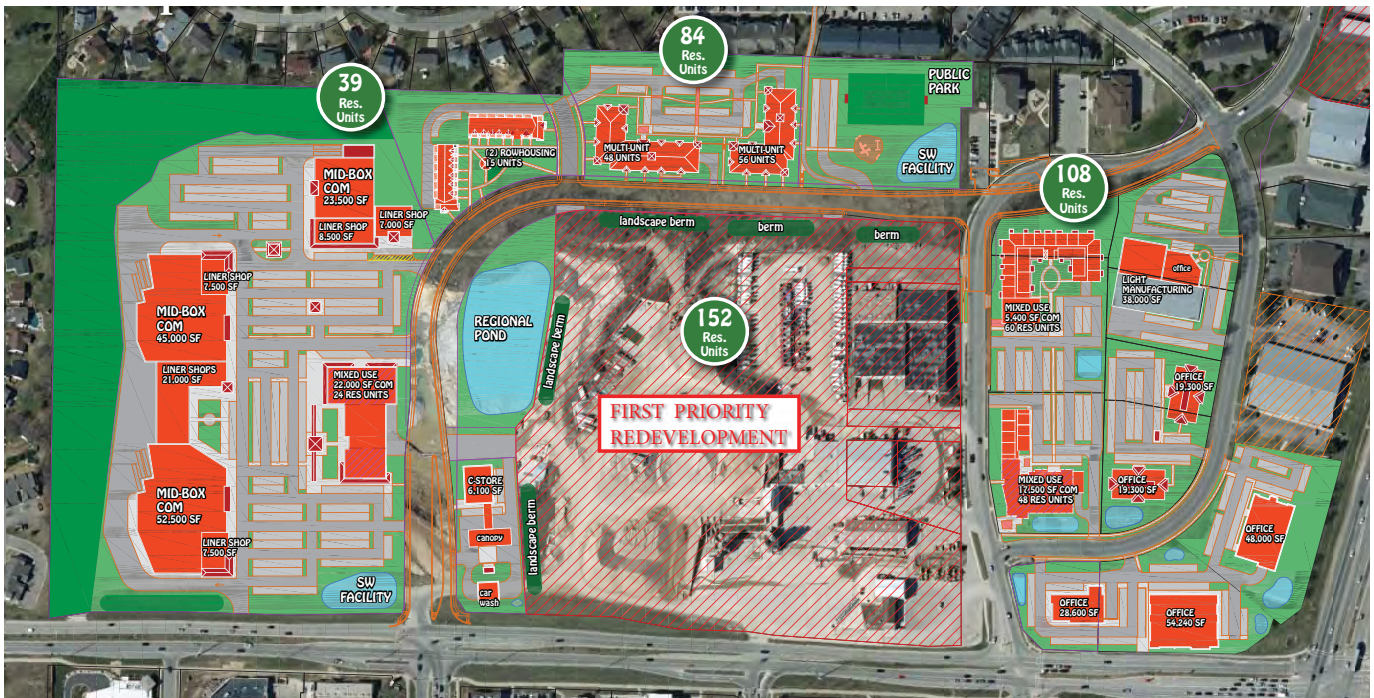 39
Res.
Units
84
Res.
Units
PUBLIC
PARK
(2) ROWHOUSING
15 UNITS
MULTI-UNIT
48 UNITS
MULTI-UNIT
56 UNITS
SW
FACILITY
MID-BOX
COM
23.500 SF
LINER SHOP
7.000 SF
LINER SHOP
8.500 SF
108
Res.
Units
landscape berm
berm
berm
LINER SHOP
7.500 SF
MID-BOX
COM
45.000 SF
LINER SHOPS
21.000 SF
REGIONAL
POND
landscape berm
152
Res.
Units
office
LIGHT
MANUFACTURING
38.000 SF
MIXED USE
5.400 SF COM
60 RES UNITS
MIXED USE
22.000 SF COM
24 RES UNITS
OFFICE
19.300 SF
FIRST PRIORITY
REDEVELOPMENT
MID-BOX
COM
52.500 SF
LINER SHOP
7.500 SF
C-STORE
6.100 SF
canopy
car
wash
landscape berm
MIXED USE
17.500 SF COM
48 RES UNITS
OFFICE
19.300 SF
OFFICE
48.000 SF
SW
FACILITY
OFFICE
28.600 SF
OFFICE
54.240 SF